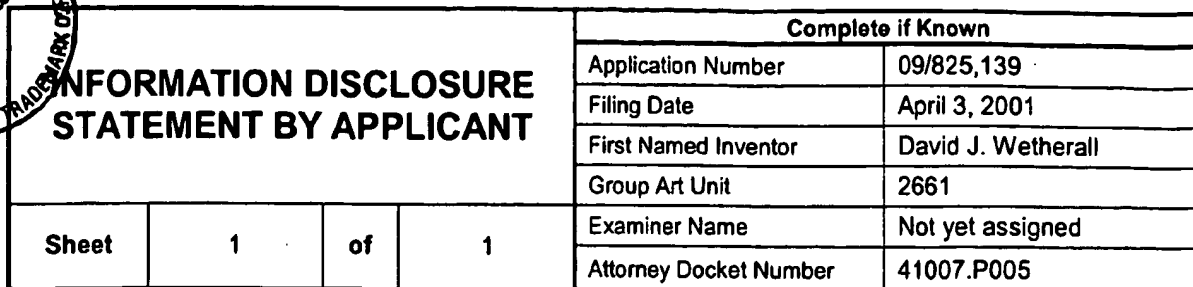 TRADEMARK
INFORMATION DISCLOSURE
STATEMENT BY APPLICANT
Sheet 1 of 1
Complete if Known
Application Number 09/825,139
Filing Date April 3, 2001
First Named Inventor David J. Wetherall
Group Art Unit 2661
Examiner Name Not yet assigned
Attorney Docket Number 41007.P005